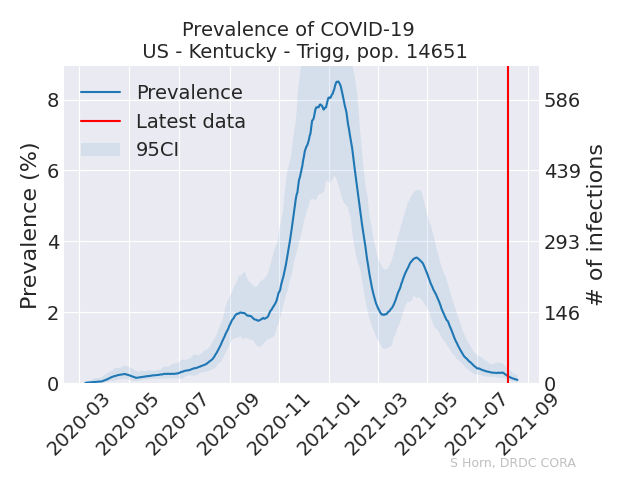 Prevalence of COVID-19
US - Kentucky - Trigg, pop. 14651
Prevalence
Latest data
95CI
Prevalence (%)
8
6
4
2
0
# of infections
586
439
293
146
0
2020-03
2020-05
2020-07
2020-09
2020-11
2021-01
2021-03
2021-05
2021-07
2021-09
S Horn, DRDC CORA